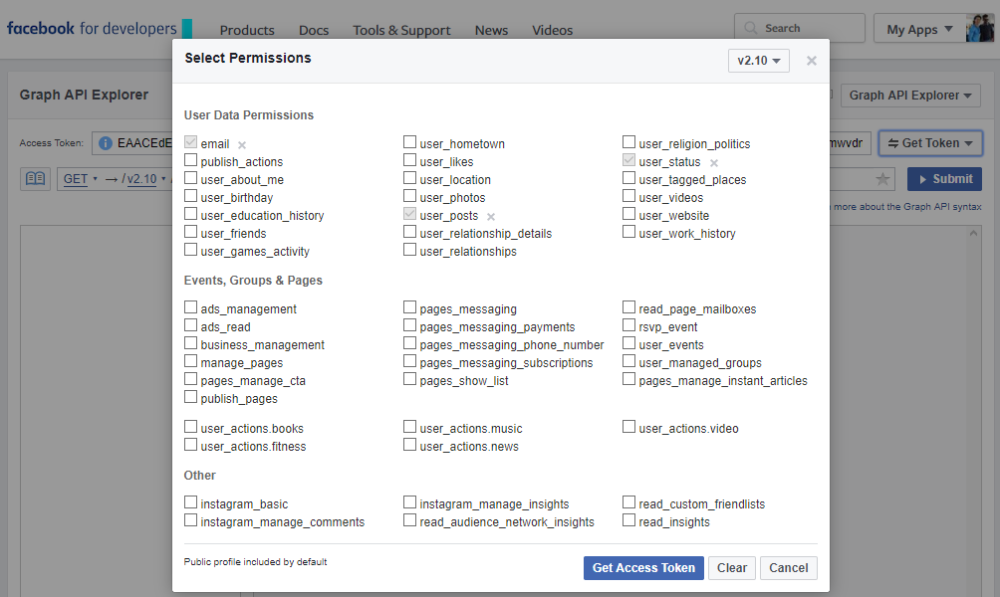 facebook for developers Products Docs Tools & Support News Videos Search My Apps
Select Permissions v2.10
Graph API Explorer Graph API Explorer
User Data Permissions
Access Token: EAACEdE mwvdr Get Token
email user_hometown user_religion_politics
publish_actions user_likes user_status
user_about_me user_location user_tagged_places
GET → / v2.10 Submit
user_birthday user_photos user_videos
user_education_history user_posts user_website
more about the Graph API syntax
user_friends user_relationship_details user_work_history
user_games_activity user_relationships
Events, Groups & Pages
ads_management pages_messaging read_page_mailboxes
ads_read pages_messaging_payments rsvp_event
business_management pages_messaging_phone_number user_events
manage_pages pages_messaging_subscriptions user_managed_groups
pages_manage_cta pages_show_list pages_manage_instant_articles
publish_pages
user_actions.books user_actions.music user_actions.video
user_actions.fitness user_actions.news
Other
instagram_basic instagram_manage_insights read_custom_friendlists
instagram_manage_comments read_audience_network_insights read_insights
Public profile included by default Get Access Token Clear Cancel